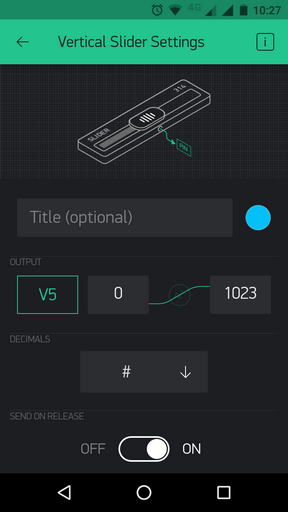 4G 10:27
Vertical Slider Settings
SLIDER 314
PIN
Title (optional)
OUTPUT
V5 0 1023
DECIMALS
#
SEND ON RELEASE
OFF ON